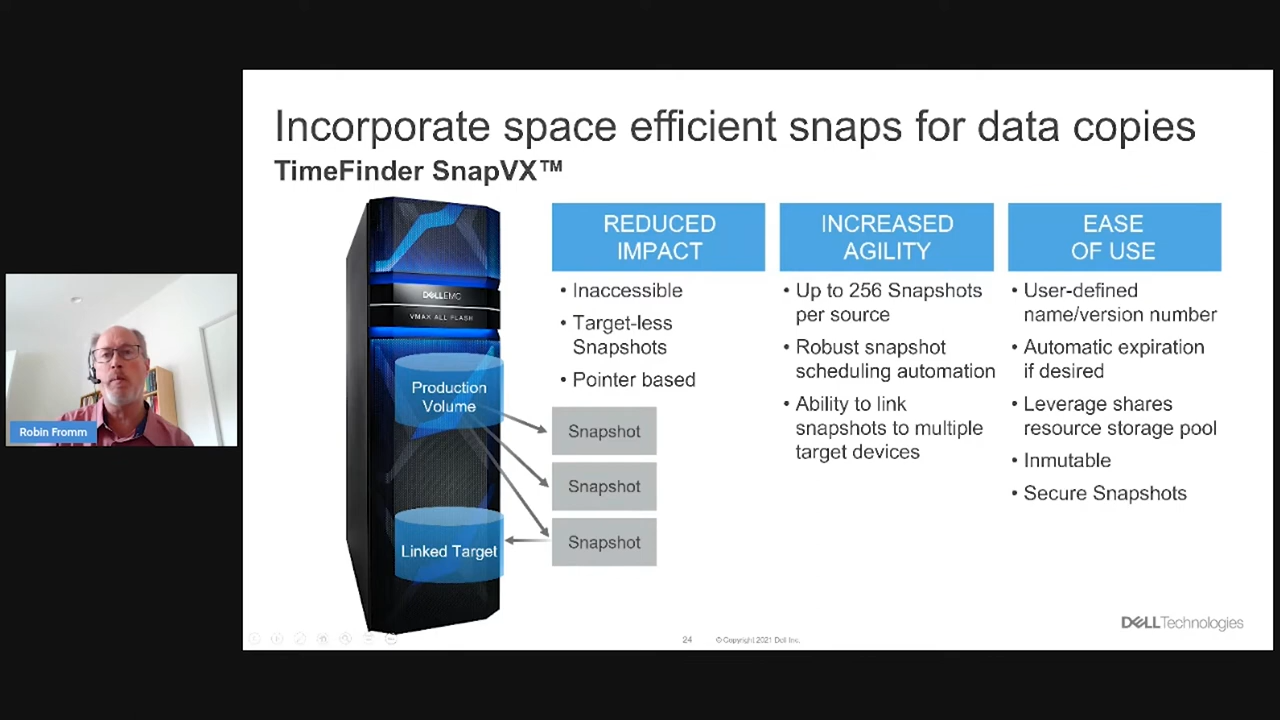 Incorporate space efficient snaps for data copies
TimeFinder SnapVX™
REDUCED
IMPACT
• Inaccessible
• Target-less
Snapshots
• Pointer based
INCREASED
AGILITY
• Up to 256 Snapshots
per source
• Robust snapshot
scheduling automation
• Ability to link
snapshots to multiple
target devices
EASE
OF USE
• User-defined
name/version number
• Automatic expiration
if desired
• Leverage shares
resource storage pool
• Inmutable
• Secure Snapshots
DELLEMC
VMAX ALL FLASH
Production
Volume
Snapshot
Snapshot
Snapshot
Linked Target
Robin Fromm
24
© Copyright 2021 Dell Inc.
DELLTechnologies